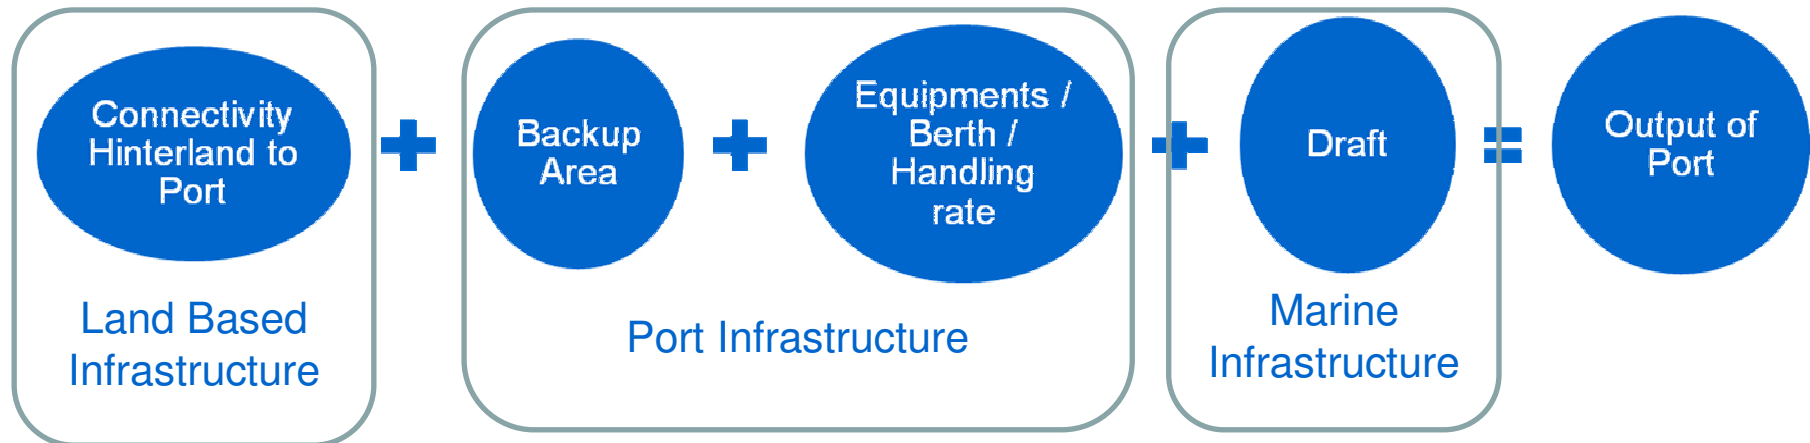 Connectivity
Hinterland to
Port
Backup
Area
Equipments /
Berth /
Handling
rate
Draft
Output of
Port
Land Based
Infrastructure
Port Infrastructure
Marine
Infrastructure